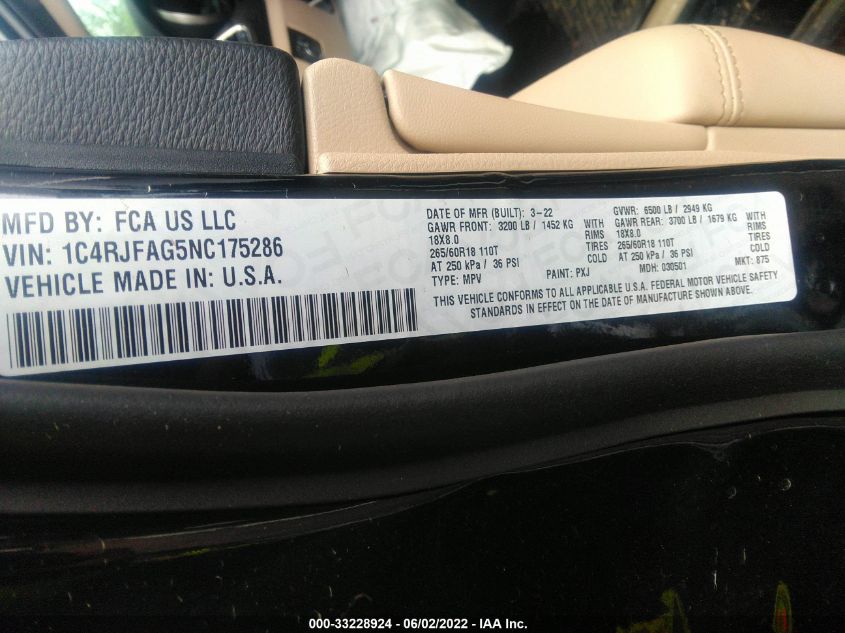 MFD BY: FCA US LLC
VIN: 1C4RJFAG5NC175286
VEHICLE MADE IN: U.S.A.
DATE OF MFR (BUILT): 3-22 GVWR: 6500 LB / 2949 KG
GAWR FRONT: 3200 LB / 1452 KG WITH GAWR REAR: 3700 LB / 1679 KG WITH
18X8.0 RIMS 18X8.0 RIMS
265/60R18 110T TIRES 265/60R18 110T TIRES
AT 250 kPa / 36 PSI COLD AT 250 kPa / 36 PSI COLD
TYPE: MPV PAINT: PXJ MDH: 030501 MKT: 875
THIS VEHICLE CONFORMS TO ALL APPLICABLE U.S.A. FEDERAL MOTOR VEHICLE SAFETY
STANDARDS IN EFFECT ON THE DATE OF MANUFACTURE SHOWN ABOVE.
000-33228924 - 06/02/2022 - IAA Inc.